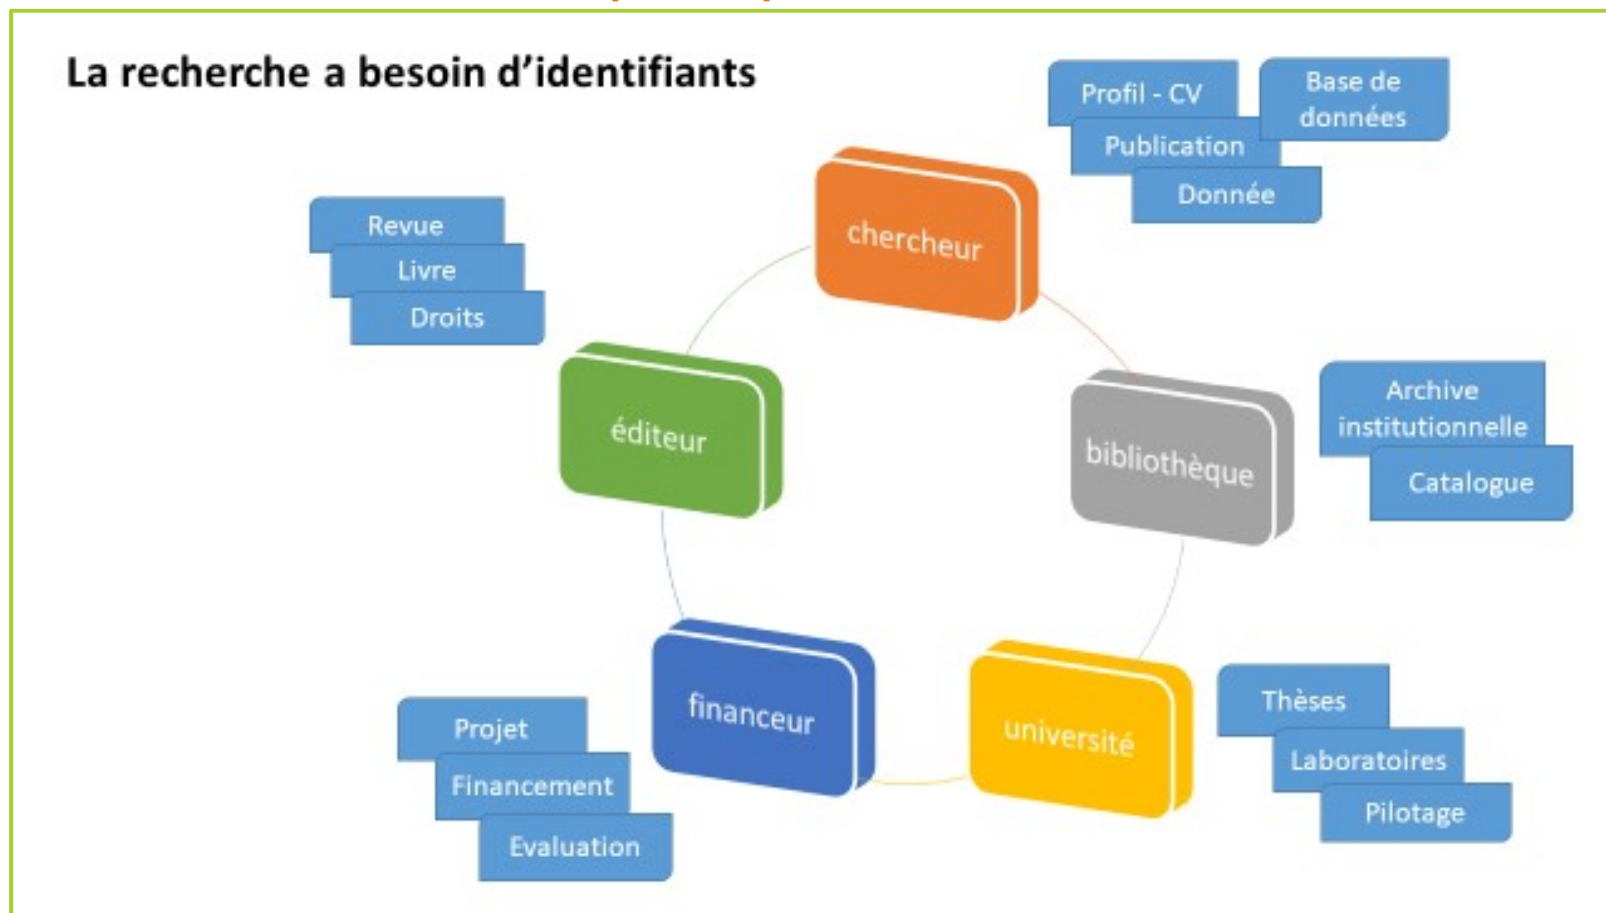 La recherche a besoin d’identifiants
Profil - CV
Base de
données
Publication
Donnée
chercheur
Revue
Livre
Droits
éditeur
bibliothèque
Archive
institutionnelle
Catalogue
financeur
université
Projet
Financement
Evaluation
Thèses
Laboratoires
Pilotage